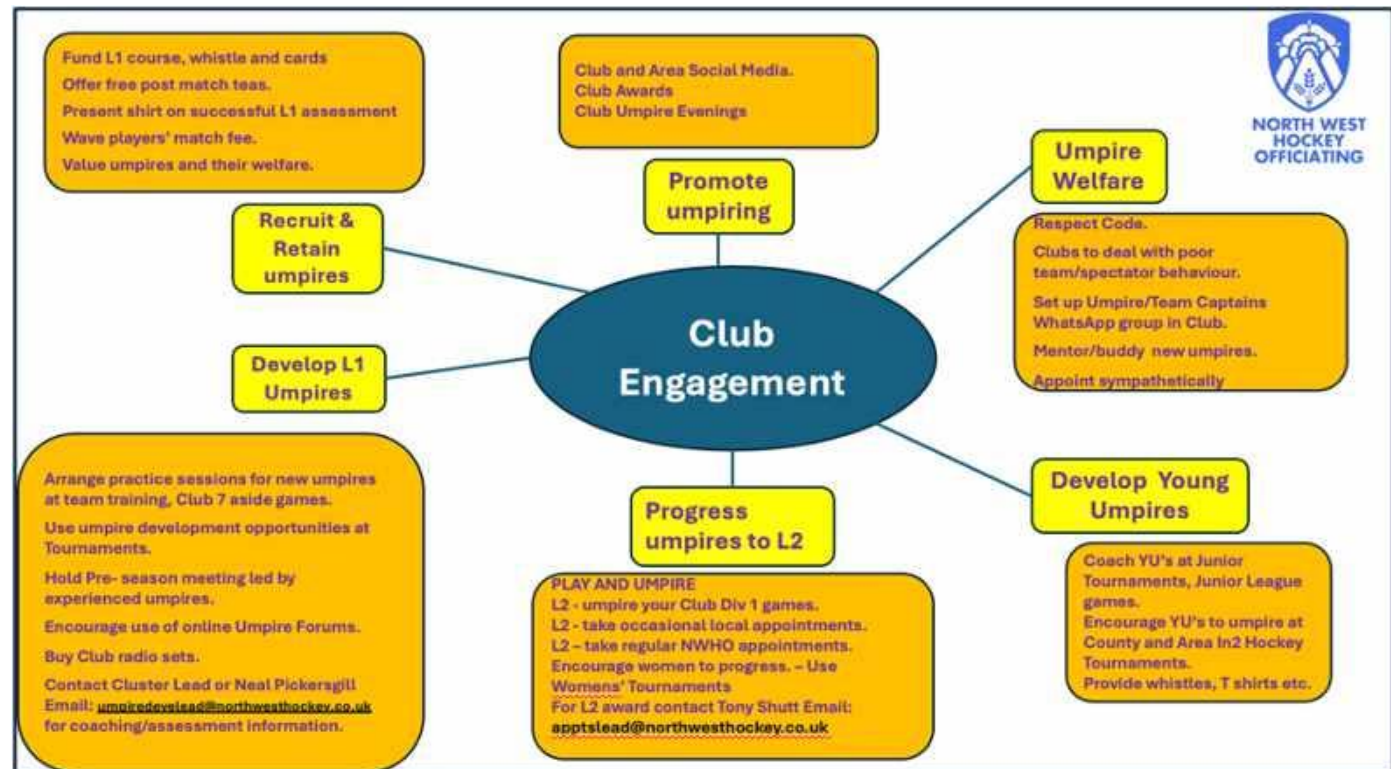 Fund L1 course, whistle and cards
Offer free post match teas.
Present shirt on successful L1 assessment
Wave players' match fee.
Value umpires and their welfare.
Recruit &
Retain
umpires
Club and Area Social Media.
Club Awards
Club Umpire Evenings
Promote
umpiring
NORTH WEST
HOCKEY
OFFICIATING
Umpire
Welfare
Respect Code.
Clubs to deal with poor
team/spectator behaviour.
Set up Umpire/Team Captains
WhatsApp group in Club.
Mentor/buddy new umpires.
Appoint sympathetically
Club
Engagement
Develop L1
Umpires
Arrange practice sessions for new umpires
at team training, Club 7 aside games.
Use umpire development opportunities at
Tournaments.
Hold Pre- season meeting led by
experienced umpires.
Encourage use of online Umpire Forums.
Buy Club radio sets.
Contact Cluster Lead or Neal Pickersgill
Email: umpiredevelead@northwesthockey.co.uk
for coaching/assessment information.
Progress
umpires to L2
PLAY AND UMPIRE
L2 - umpire your Club Div 1 games.
L2 - take occasional local appointments.
L2 – take regular NWHO appointments.
Encourage women to progress. – Use
Womens' Tournaments
For L2 award contact Tony Shutt Email:
apptslead@northwesthockey.co.uk
Develop Young
Umpires
Coach YU's at Junior
Tournaments, Junior League
games.
Encourage YU's to umpire at
County and Area In2 Hockey
Tournaments.
Provide whistles, T shirts etc.